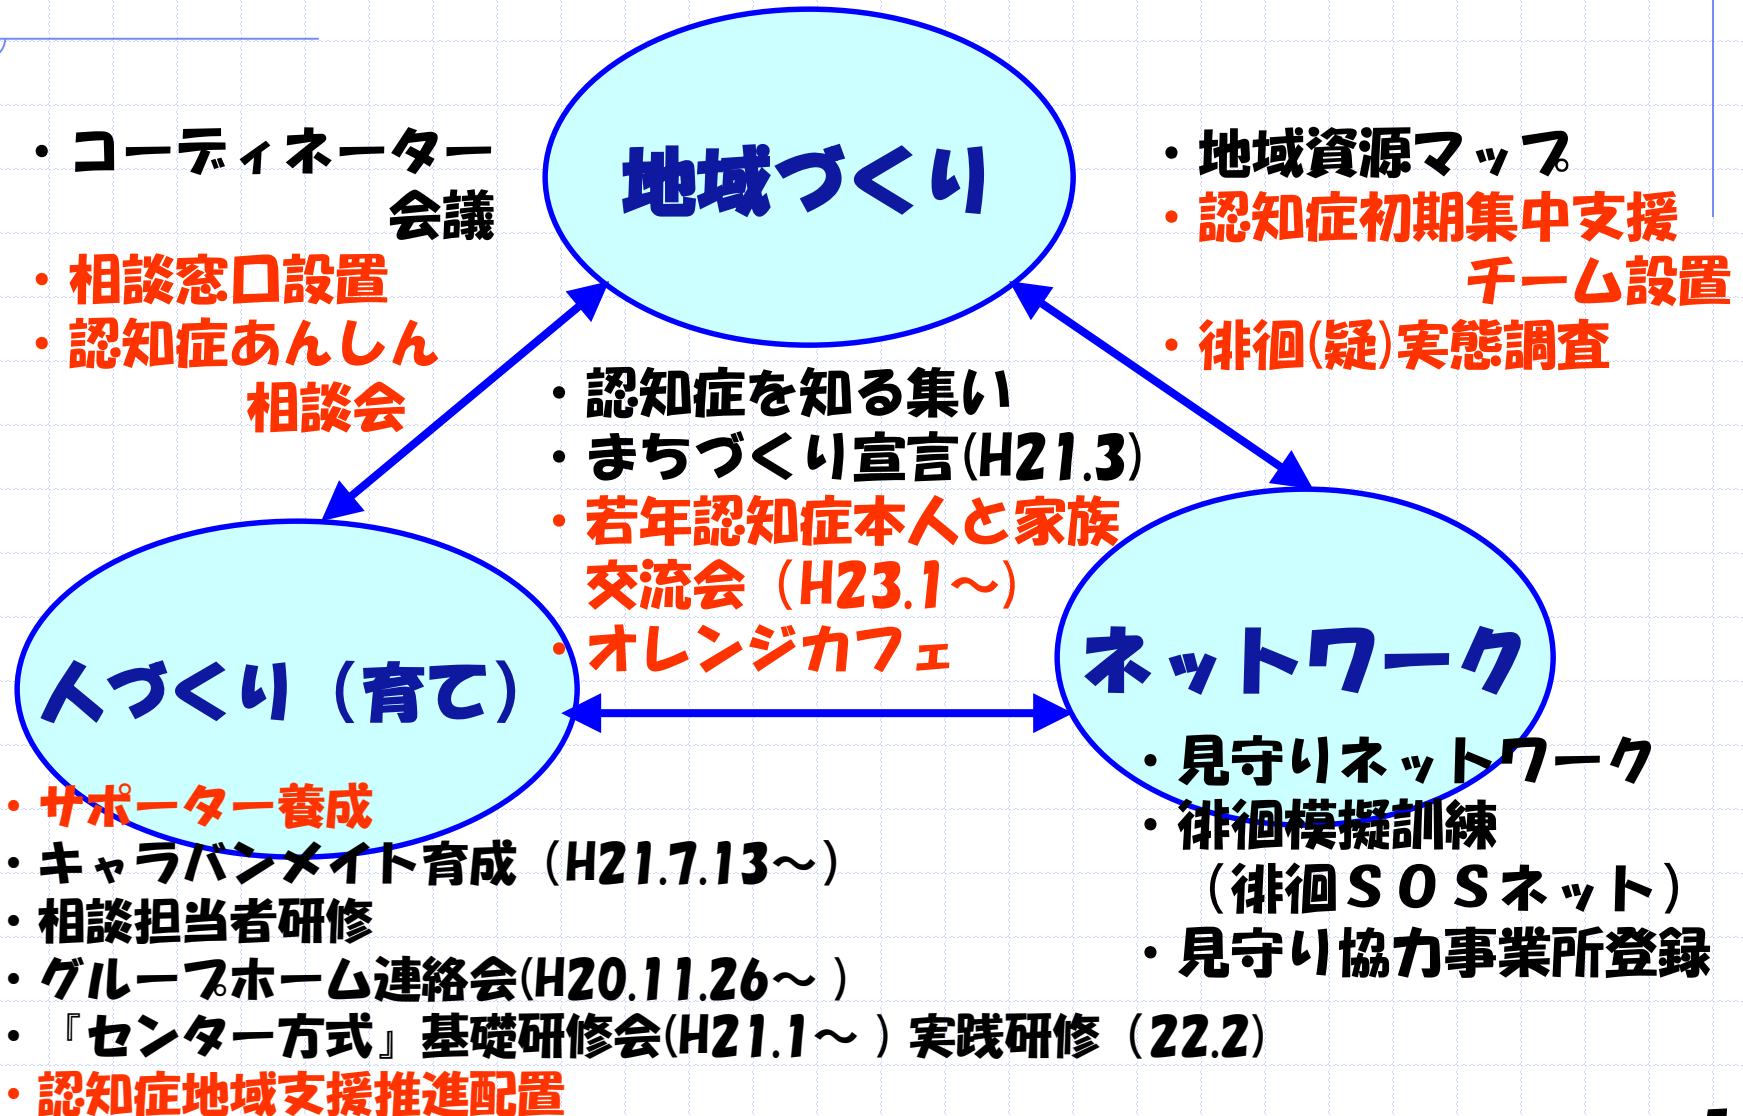 地域づくり
・コーディネーター
会議
・相談窓口設置
・認知症あんしん
相談会
・地域資源マップ
・認知症初期集中支援
チーム設置
・徘徊(疑)実態調査
・認知症を知る集い
・まちづくり宣言(H21.3)
・若年認知症本人と家族
交流会（H23.1～）
・オレンジカフェ
人づくり（育て）
ネットワーク
・サポーター養成
・キャラバンメイト育成（H21.7.13～）
・相談担当者研修
・グループホーム連絡会(H20.11.26～ )
・『センター方式』基礎研修会(H21.1～ ) 実践研修（22.2)
・認知症地域支援推進配置
・見守りネットワーク
・徘徊模擬訓練
（徘徊ＳＯＳネット）
・見守り協力事業所登録